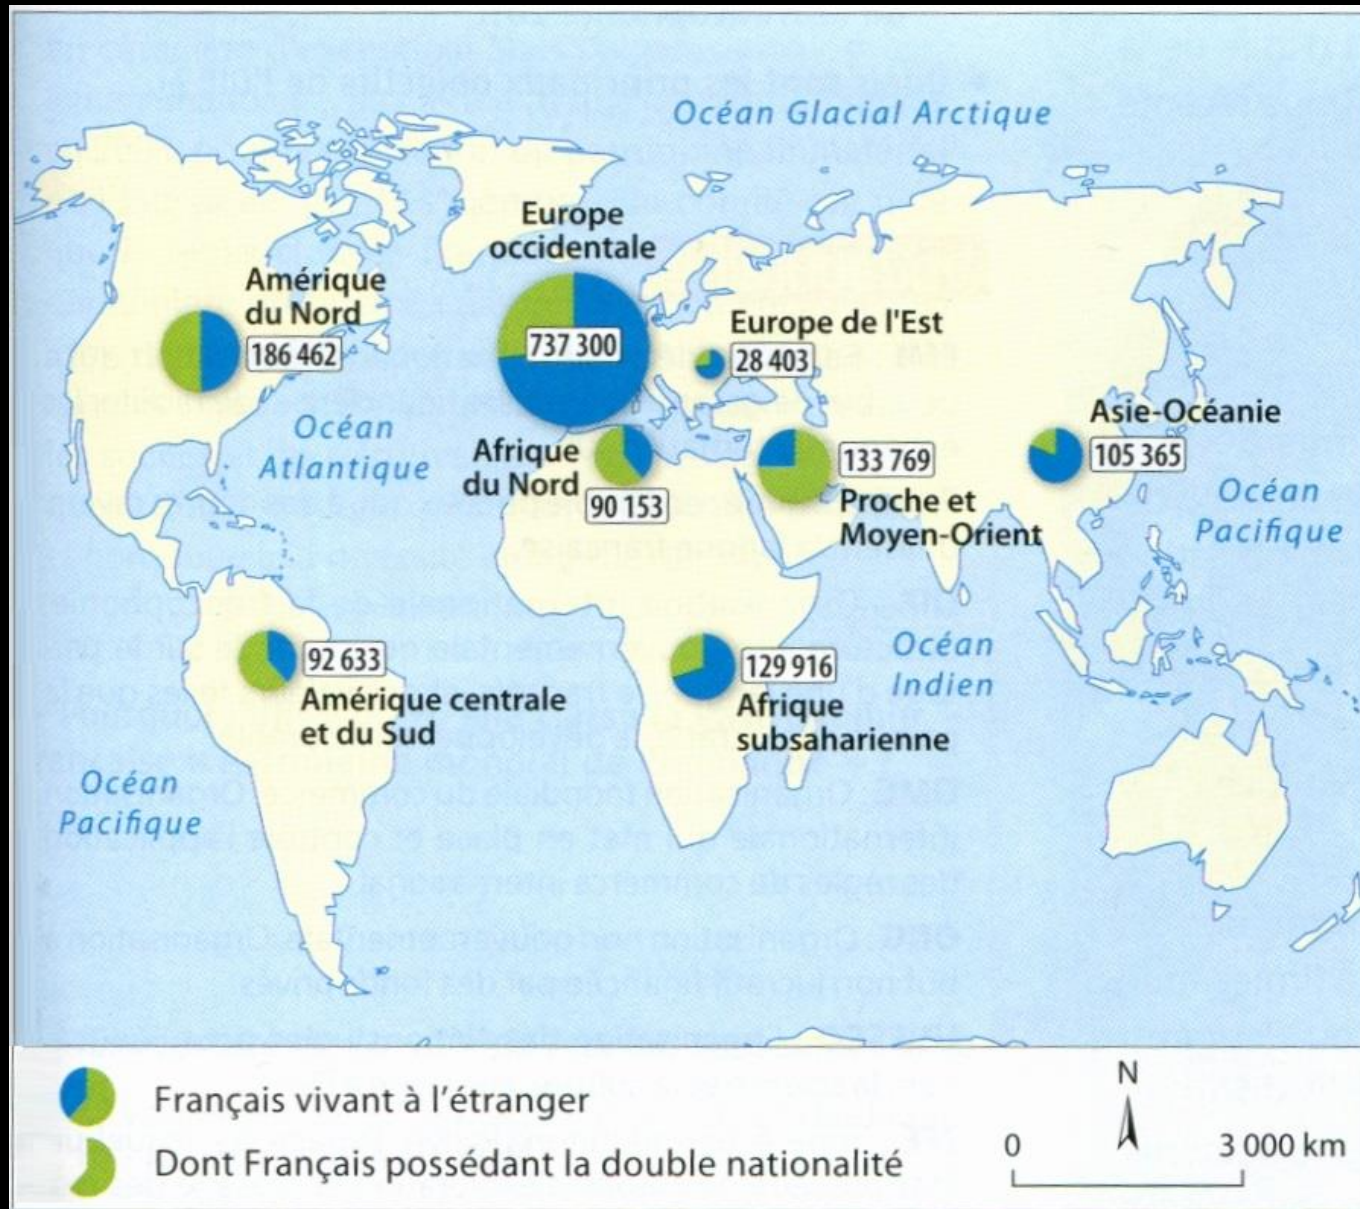 Océan Glacial Arctique
Europe
occidentale
737 300
Amérique
du Nord
186 462
Europe de l'Est
28 403
Asie-Océanie
105 365
Océan
Atlantique
Afrique
du Nord
90 153
133 769
Proche et
Moyen-Orient
Océan
Pacifique
92 633
Amérique centrale
et du Sud
129 916
Afrique
subsaharienne
Océan
Indien
Océan
Pacifique
Français vivant à l'étranger
Dont Français possédant la double nationalité
N
0 3 000 km